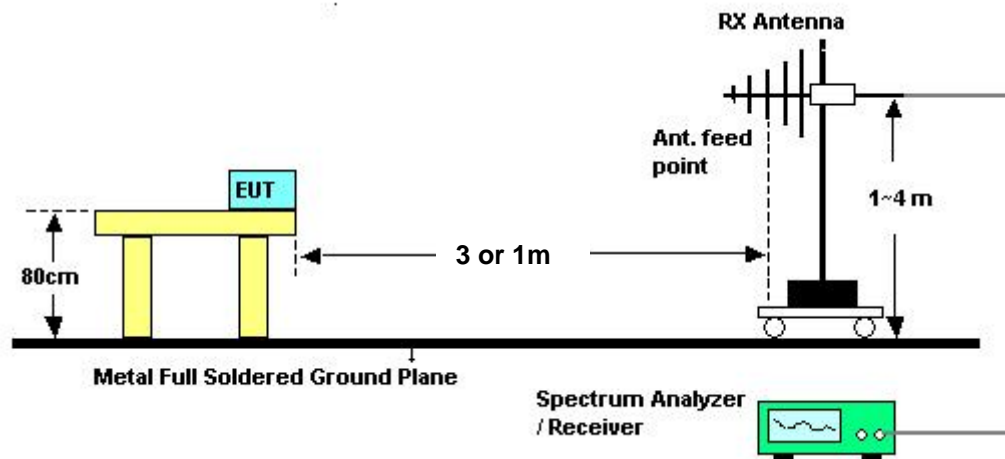 RX Antenna
Ant. feed
point
EUT
1~4 m
3 or 1m
80cm
Metal Full Soldered Ground Plane
Spectrum Analyzer
/ Receiver